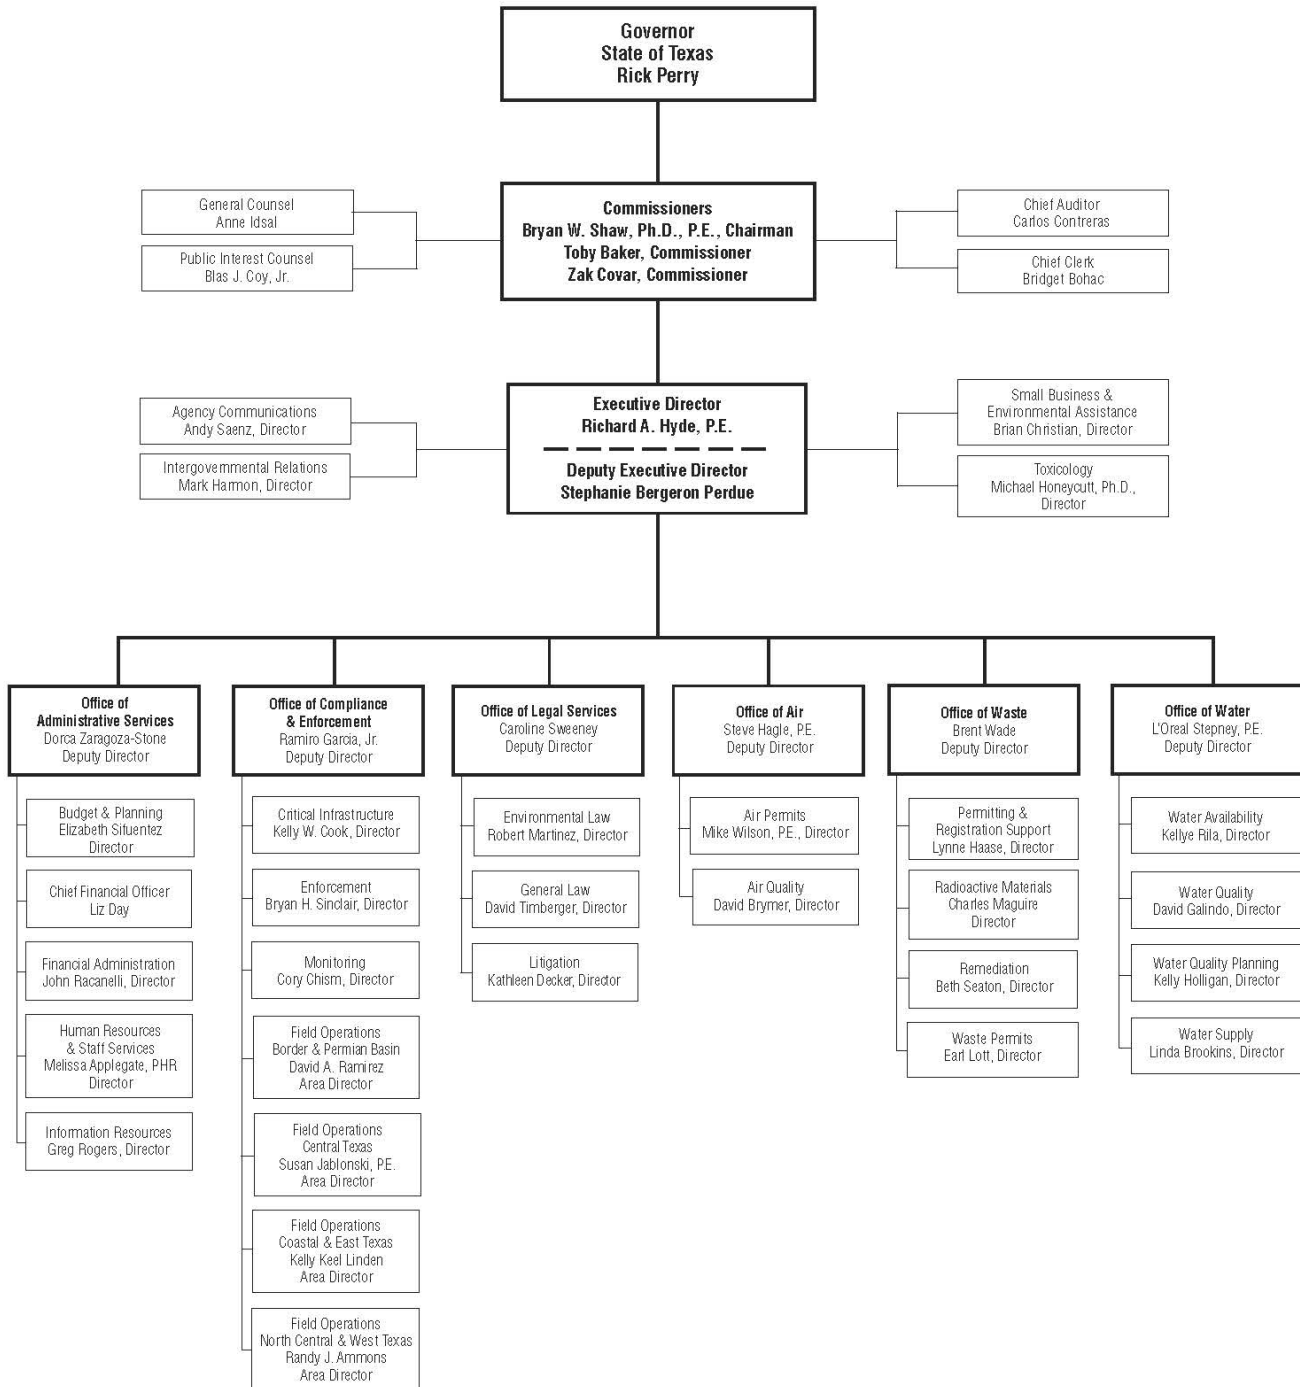 Governor
State of Texas
Rick Perry
General Counsel
Anne Idsal
Public Interest Counsel
Blas J. Coy, Jr.
Commissioners
Bryan W. Shaw, Ph.D., P.E., Chairman
Toby Baker, Commissioner
Zak Covar, Commissioner
Chief Auditor
Carlos Contreras
Chief Clerk
Bridget Bohac
Agency Communications
Andy Saenz, Director
Intergovernmental Relations
Mark Harmon, Director
Executive Director
Richard A. Hyde, P.E.
Deputy Executive Director
Stephanie Bergeron Perdue
Small Business &
Environmental Assistance
Brian Christian, Director
Toxicology
Michael Honeycutt, Ph.D.,
Director
Office of
Administrative Services
Dorca Zaragoza-Stone
Deputy Director
Budget & Planning
Elizabeth Sifuentez
Director
Chief Financial Officer
Liz Day
Financial Administration
John Racanelli, Director
Human Resources
& Staff Services
Melissa Applegate, PHR
Director
Information Resources
Greg Rogers, Director
Office of Compliance
& Enforcement
Ramiro Garcia, Jr.
Deputy Director
Critical Infrastructure
Kelly W. Cook, Director
Enforcement
Bryan H. Sinclair, Director
Monitoring
Cory Chism, Director
Field Operations
Border & Permian Basin
David A. Ramirez
Area Director
Field Operations
Central Texas
Susan Jablonski, P.E.
Area Director
Field Operations
Coastal & East Texas
Kelly Keel Linden
Area Director
Field Operations
North Central & West Texas
Randy J. Ammons
Area Director
Office of Legal Services
Caroline Sweeney
Deputy Director
Environmental Law
Robert Martinez, Director
General Law
David Timberger, Director
Litigation
Kathleen Decker, Director
Office of Air
Steve Hagle, P.E.
Deputy Director
Air Permits
Mike Wilson, P.E., Director
Air Quality
David Brymer, Director
Office of Waste
Brent Wade
Deputy Director
Permitting &
Registration Support
Lynne Haase, Director
Radioactive Materials
Charles Maguire
Director
Remediation
Beth Seaton, Director
Waste Permits
Earl Lott, Director
Office of Water
L'Oreal Stepney, P.E.
Deputy Director
Water Availability
Kellye Rila, Director
Water Quality
David Galindo, Director
Water Quality Planning
Kelly Holligan, Director
Water Supply
Linda Brookins, Director